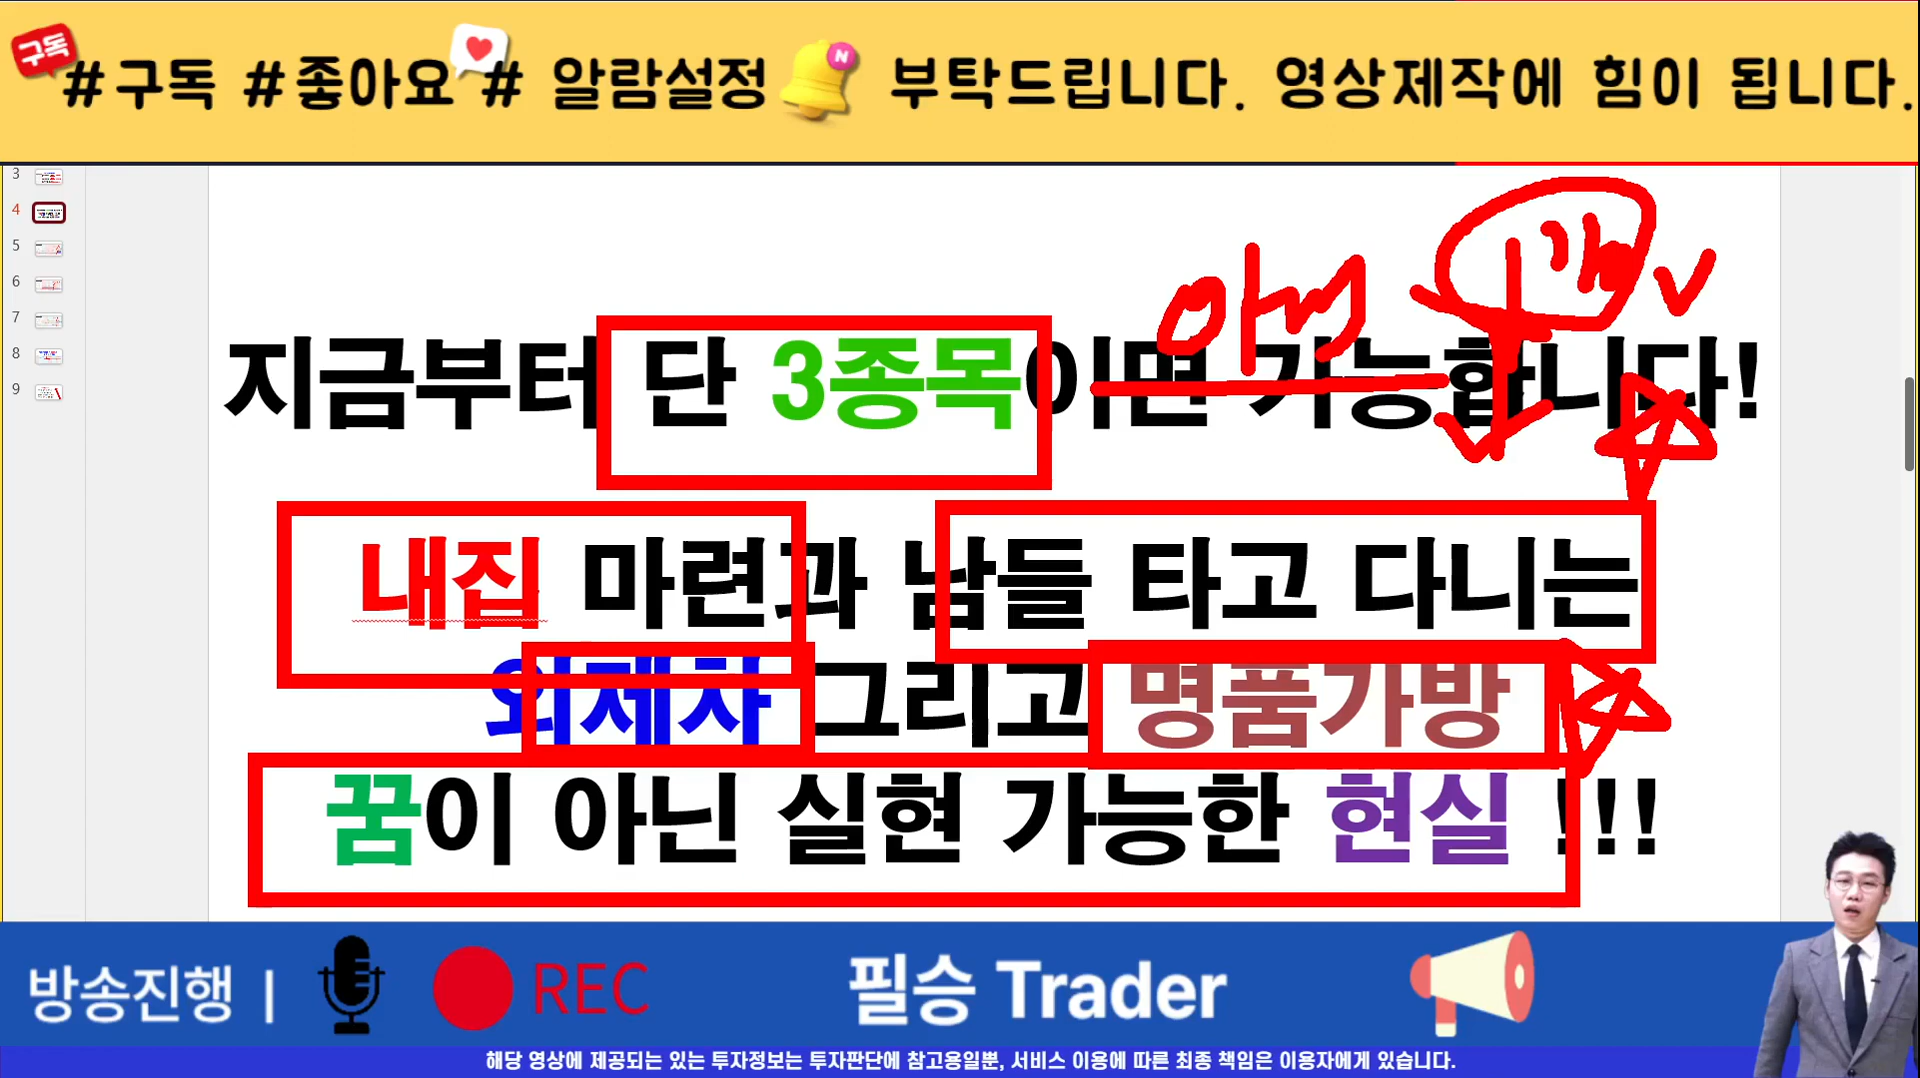 구독
#구독 #좋아요 # 알람설정 N 부탁드립니다. 영상제작에 힘이 됩니다.
3
4
5
6
7
8
9
지금부터 단 3종목이면 가능합니다!
내집 마련과 남들 타고 다니는
외제차 그리고 명품가방
꿈이 아닌 실현 가능한 현실 !!!
방송진행 | REC 필승 Trader
해당 영상에 제공되는 있는 투자정보는 투자판단에 참고용일뿐, 서비스 이용에 따른 최종 책임은 이용자에게 있습니다.